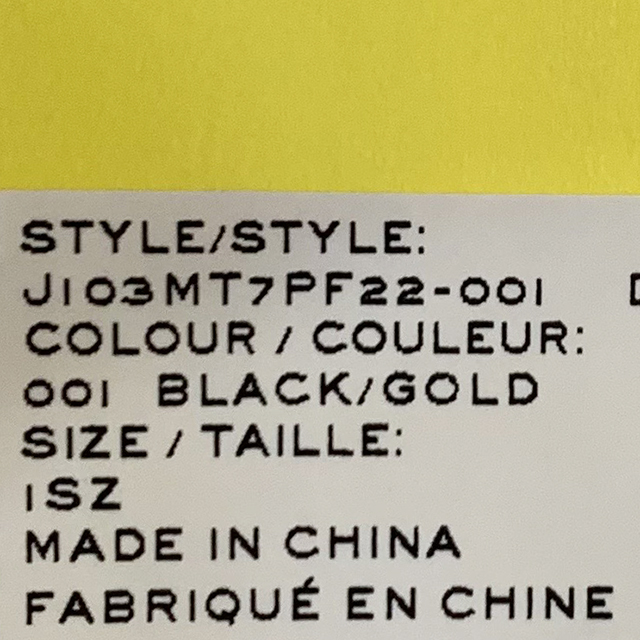 STYLE/STYLE:
J103MT7PF22-001
COLOUR / COULEUR:
001 BLACK/GOLD
SIZE / TAILLE:
1SZ
MADE IN CHINA
FABRIQUÉ EN CHINE